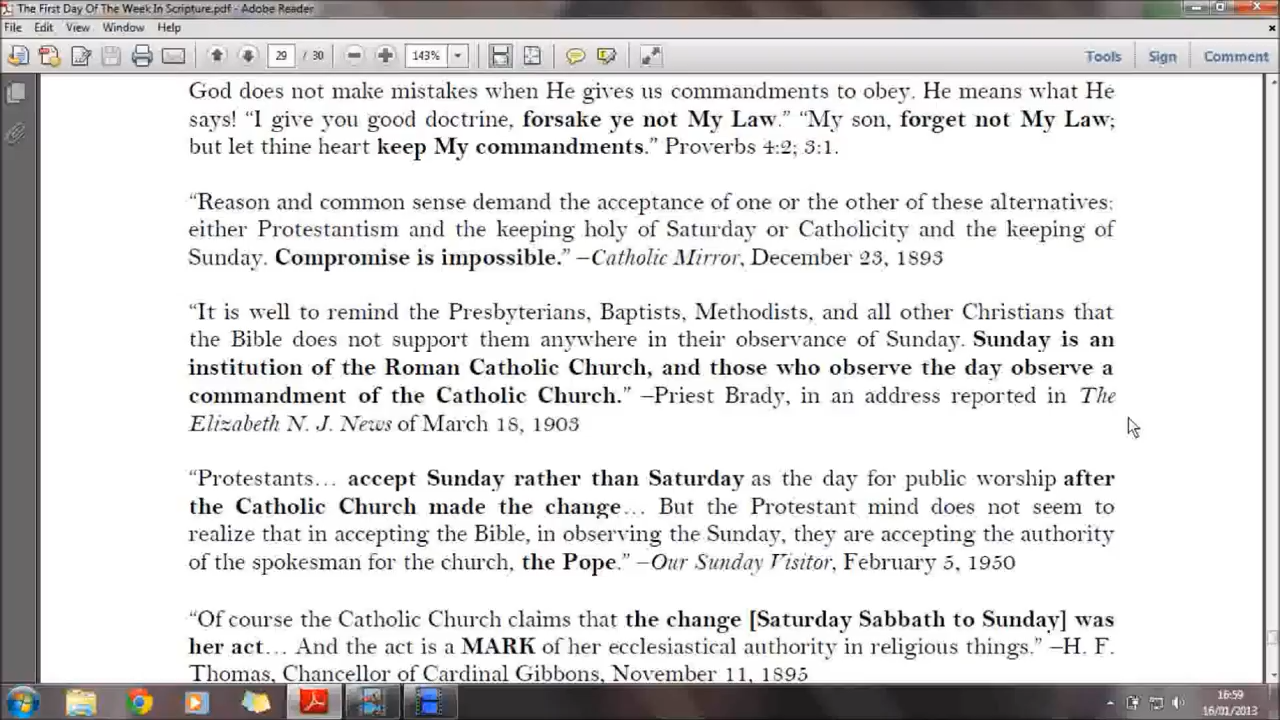 The First Day Of The Week In Scripture.pdf - Adobe Reader
File Edit View Window Help
29 / 30 143% Tools Sign Comment
God does not make mistakes when He gives us commandments to obey. He means what He
says! “I give you good doctrine, forsake ye not My Law.” “My son, forget not My Law;
but let thine heart keep My commandments.” Proverbs 4:2; 3:1.
“Reason and common sense demand the acceptance of one or the other of these alternatives:
either Protestantism and the keeping holy of Saturday or Catholicity and the keeping of
Sunday. Compromise is impossible.” –Catholic Mirror, December 23, 1893
“It is well to remind the Presbyterians, Baptists, Methodists, and all other Christians that
the Bible does not support them anywhere in their observance of Sunday. Sunday is an
institution of the Roman Catholic Church, and those who observe the day observe a
commandment of the Catholic Church.” –Priest Brady, in an address reported in The
Elizabeth N. J. News of March 18, 1903
“Protestants… accept Sunday rather than Saturday as the day for public worship after
the Catholic Church made the change… But the Protestant mind does not seem to
realize that in accepting the Bible, in observing the Sunday, they are accepting the authority
of the spokesman for the church, the Pope.” –Our Sunday Visitor, February 5, 1950
“Of course the Catholic Church claims that the change [Saturday Sabbath to Sunday] was
her act… And the act is a MARK of her ecclesiastical authority in religious things.” –H. F.
Thomas, Chancellor of Cardinal Gibbons, November 11, 1895
16:59
16/01/2013